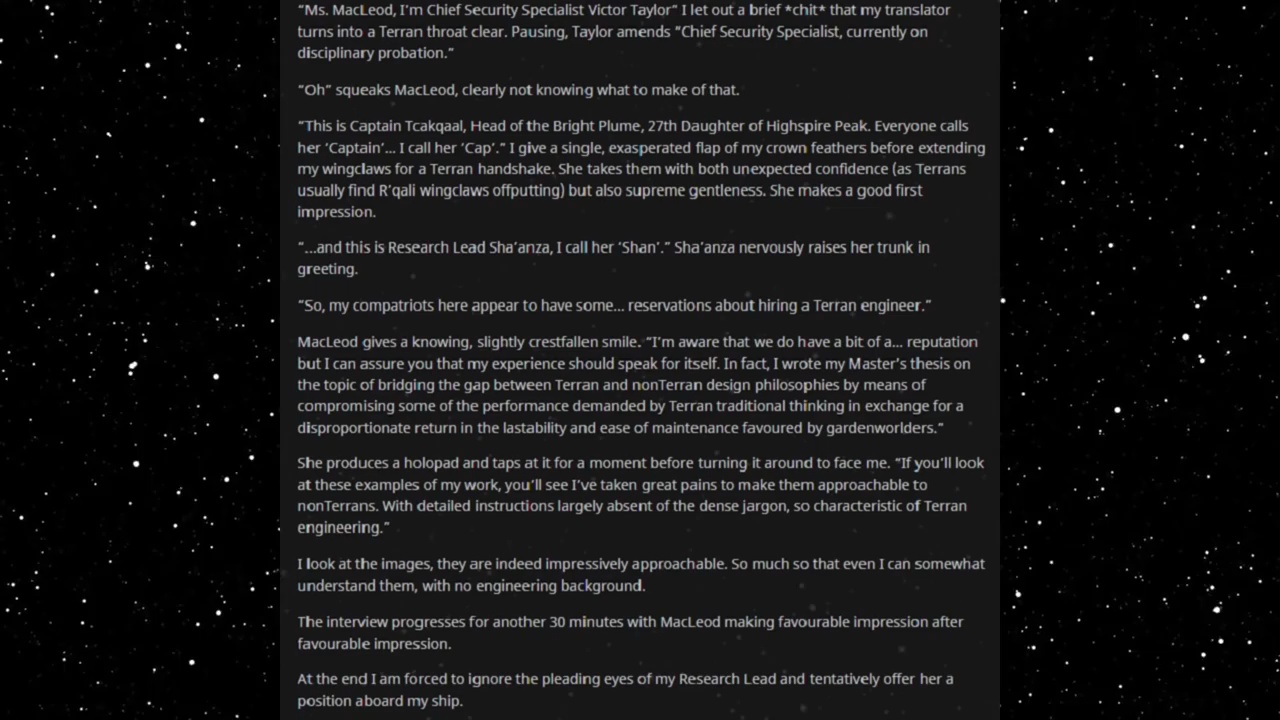 “Ms. MacLeod, I’m Chief Security Specialist Victor Taylor” I let out a brief *chit* that my translator
turns into a Terran throat clear. Pausing, Taylor amends “Chief Security Specialist, currently on
disciplinary probation.”
“Oh” squeaks MacLeod, clearly not knowing what to make of that.
“This is Captain Tcakqaal, Head of the Bright Plume, 27th Daughter of Highspire Peak. Everyone calls
her ‘Captain’... I call her ‘Cap’.” I give a single, exasperated flap of my crown feathers before extending
my wingclaws for a Terran handshake. She takes them with both unexpected confidence (as Terrans
usually find R’qali wingclaws offputting) but also supreme gentleness. She makes a good first
impression.
“...and this is Research Lead Sha’anza, I call her ‘Shan’.” Sha’anza nervously raises her trunk in
greeting.
“So, my compatriots here appear to have some... reservations about hiring a Terran engineer.”
MacLeod gives a knowing, slightly crestfallen smile. “I’m aware that we do have a bit of a... reputation
but I can assure you that my experience should speak for itself. In fact, I wrote my Master’s thesis on
the topic of bridging the gap between Terran and nonTerran design philosophies by means of
compromising some of the performance demanded by Terran traditional thinking in exchange for a
disproportionate return in the lastability and ease of maintenance favoured by gardenworlders.”
She produces a holopad and taps at it for a moment before turning it around to face me. “If you’ll look
at these examples of my work, you’ll see I’ve taken great pains to make them approachable to
nonTerrans. With detailed instructions largely absent of the dense jargon, so characteristic of Terran
engineering.”
I look at the images, they are indeed impressively approachable. So much so that even I can somewhat
understand them, with no engineering background.
The interview progresses for another 30 minutes with MacLeod making favourable impression after
favourable impression.
At the end I am forced to ignore the pleading eyes of my Research Lead and tentatively offer her a
position aboard my ship.